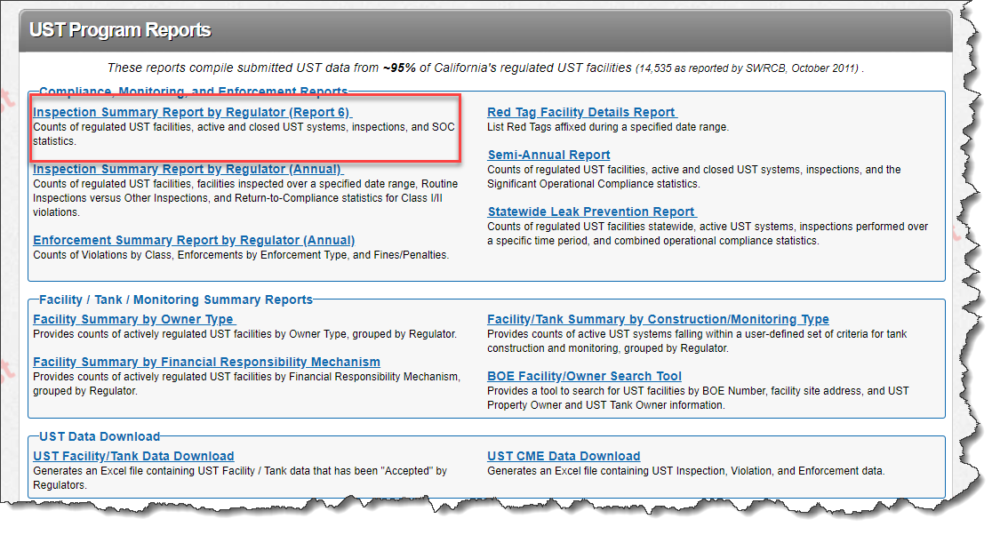 UST Program Reports
These reports compile submitted UST data from ~95% of California's regulated UST facilities (14,535 as reported by SWRCB, October 2011) .
Compliance, Monitoring, and Enforcement Reports
Inspection Summary Report by Regulator (Report 6)
Counts of regulated UST facilities, active and closed UST systems, inspections, and SOC
statistics.
Inspection Summary Report by Regulator (Annual)
Counts of regulated UST facilities, facilities inspected over a specified date range, Routine
Inspections versus Other Inspections, and Return-to-Compliance statistics for Class I/II
violations.
Enforcement Summary Report by Regulator (Annual)
Counts of Violations by Class, Enforcements by Enforcement Type, and Fines/Penalties.
Red Tag Facility Details Report
List Red Tags affixed during a specified date range.
Semi-Annual Report
Counts of regulated UST facilities, active and closed UST systems, inspections, and the
Significant Operational Compliance statistics.
Statewide Leak Prevention Report
Counts of regulated UST facilities statewide, active UST systems, inspections performed over
a specific time period, and combined operational compliance statistics.
Facility / Tank / Monitoring Summary Reports
Facility Summary by Owner Type
Provides counts of actively regulated UST facilities by Owner Type, grouped by Regulator.
Facility Summary by Financial Responsibility Mechanism
Provides counts of actively regulated UST facilities by Financial Responsibility Mechanism,
grouped by Regulator.
Facility/Tank Summary by Construction/Monitoring Type
Provides counts of active UST systems falling within a user-defined set of criteria for tank
construction and monitoring, grouped by Regulator.
BOE Facility/Owner Search Tool
Provides a tool to search for UST facilities by BOE Number, facility site address, and UST
Property Owner and UST Tank Owner information.
UST Data Download
UST Facility/Tank Data Download
Generates an Excel file containing UST Facility / Tank data that has been "Accepted" by
Regulators.
UST CME Data Download
Generates an Excel file containing UST Inspection, Violation, and Enforcement data.